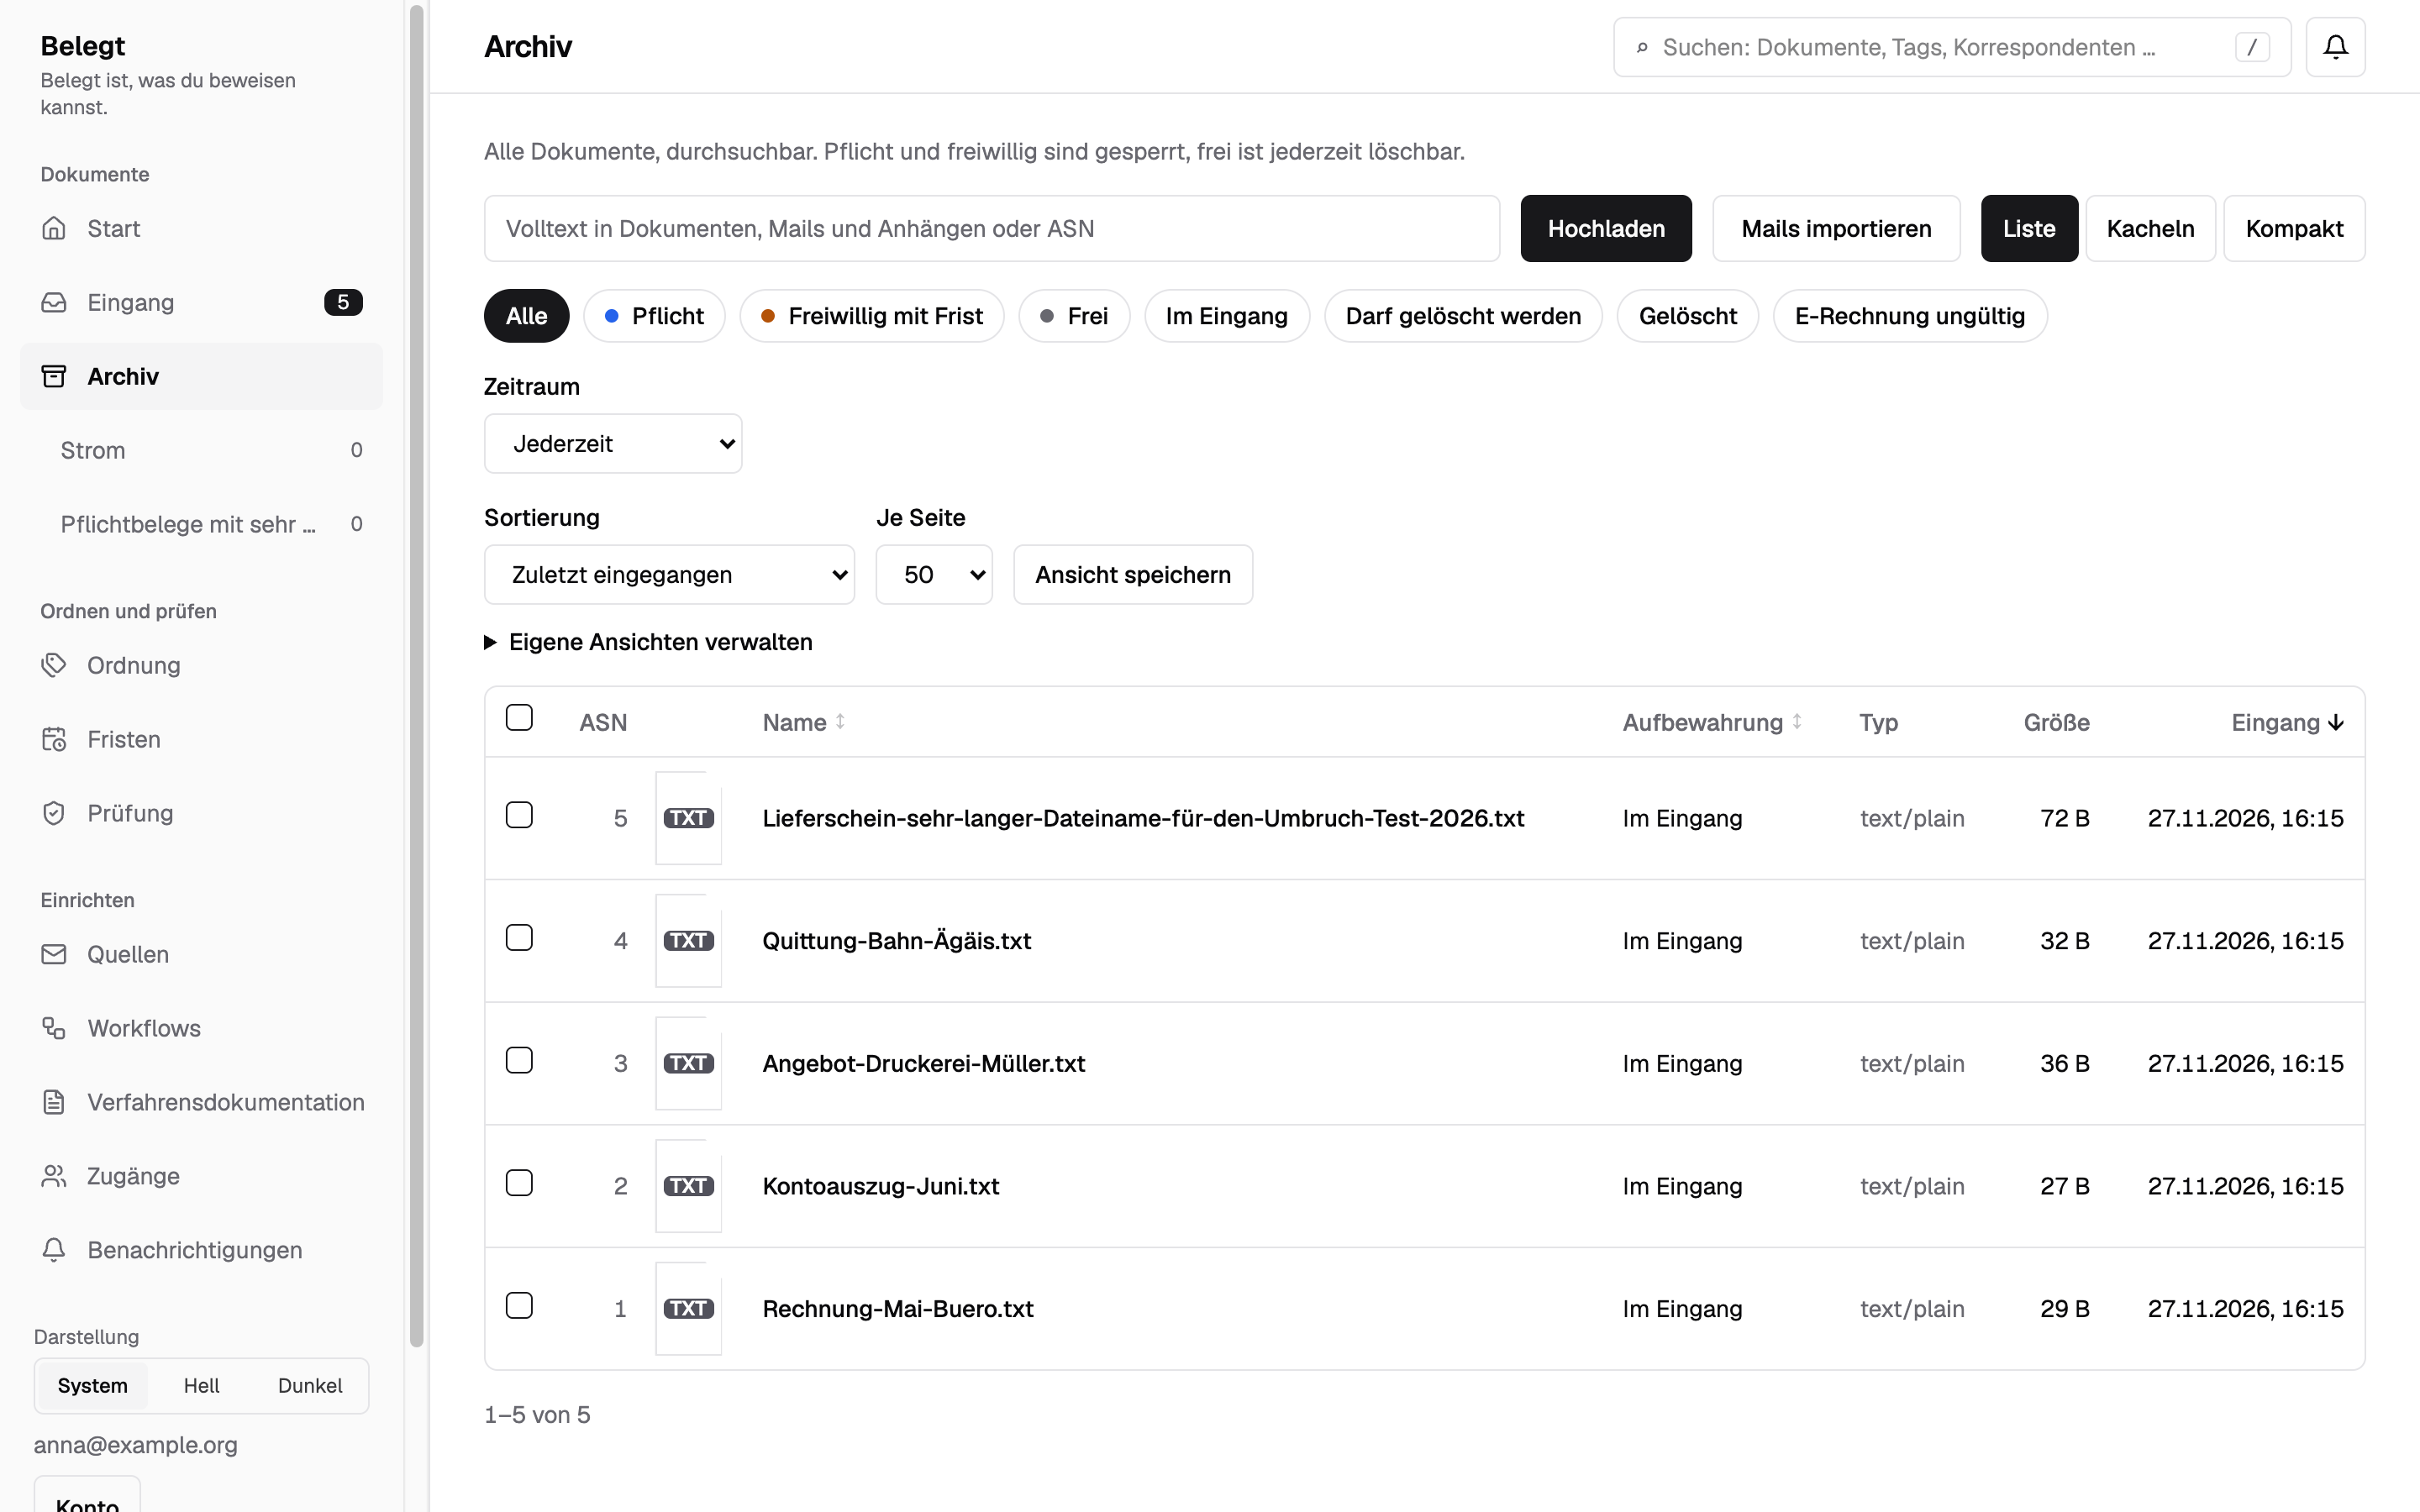 Belegt
Belegt ist, was du beweisen
kannst.
Dokumente
Start
Eingang 5
Archiv
Strom 0
Pflichtbelege mit sehr ... 0
Ordnen und prüfen
Ordnung
Fristen
Prüfung
Einrichten
Quellen
Workflows
Verfahrensdokumentation
Zugänge
Benachrichtigungen
Darstellung
System Hell Dunkel
anna@example.org
Konto
Archiv
Suchen: Dokumente, Tags, Korrespondenten ... /
Alle Dokumente, durchsuchbar. Pflicht und freiwillig sind gesperrt, frei ist jederzeit löschbar.
Volltext in Dokumenten, Mails und Anhängen oder ASN Hochladen Mails importieren Liste Kacheln Kompakt
Alle Pflicht Freiwillig mit Frist Frei Im Eingang Darf gelöscht werden Gelöscht E-Rechnung ungültig
Zeitraum
Jederzeit
Sortierung Je Seite
Zuletzt eingegangen 50 Ansicht speichern
Eigene Ansichten verwalten
ASN Name Aufbewahrung Typ Größe Eingang
5 TXT Lieferschein-sehr-langer-Dateiname-für-den-Umbruch-Test-2026.txt Im Eingang text/plain 72 B 27.11.2026, 16:15
4 TXT Quittung-Bahn-Ägäis.txt Im Eingang text/plain 32 B 27.11.2026, 16:15
3 TXT Angebot-Druckerei-Müller.txt Im Eingang text/plain 36 B 27.11.2026, 16:15
2 TXT Kontoauszug-Juni.txt Im Eingang text/plain 27 B 27.11.2026, 16:15
1 TXT Rechnung-Mai-Buero.txt Im Eingang text/plain 29 B 27.11.2026, 16:15
1–5 von 5